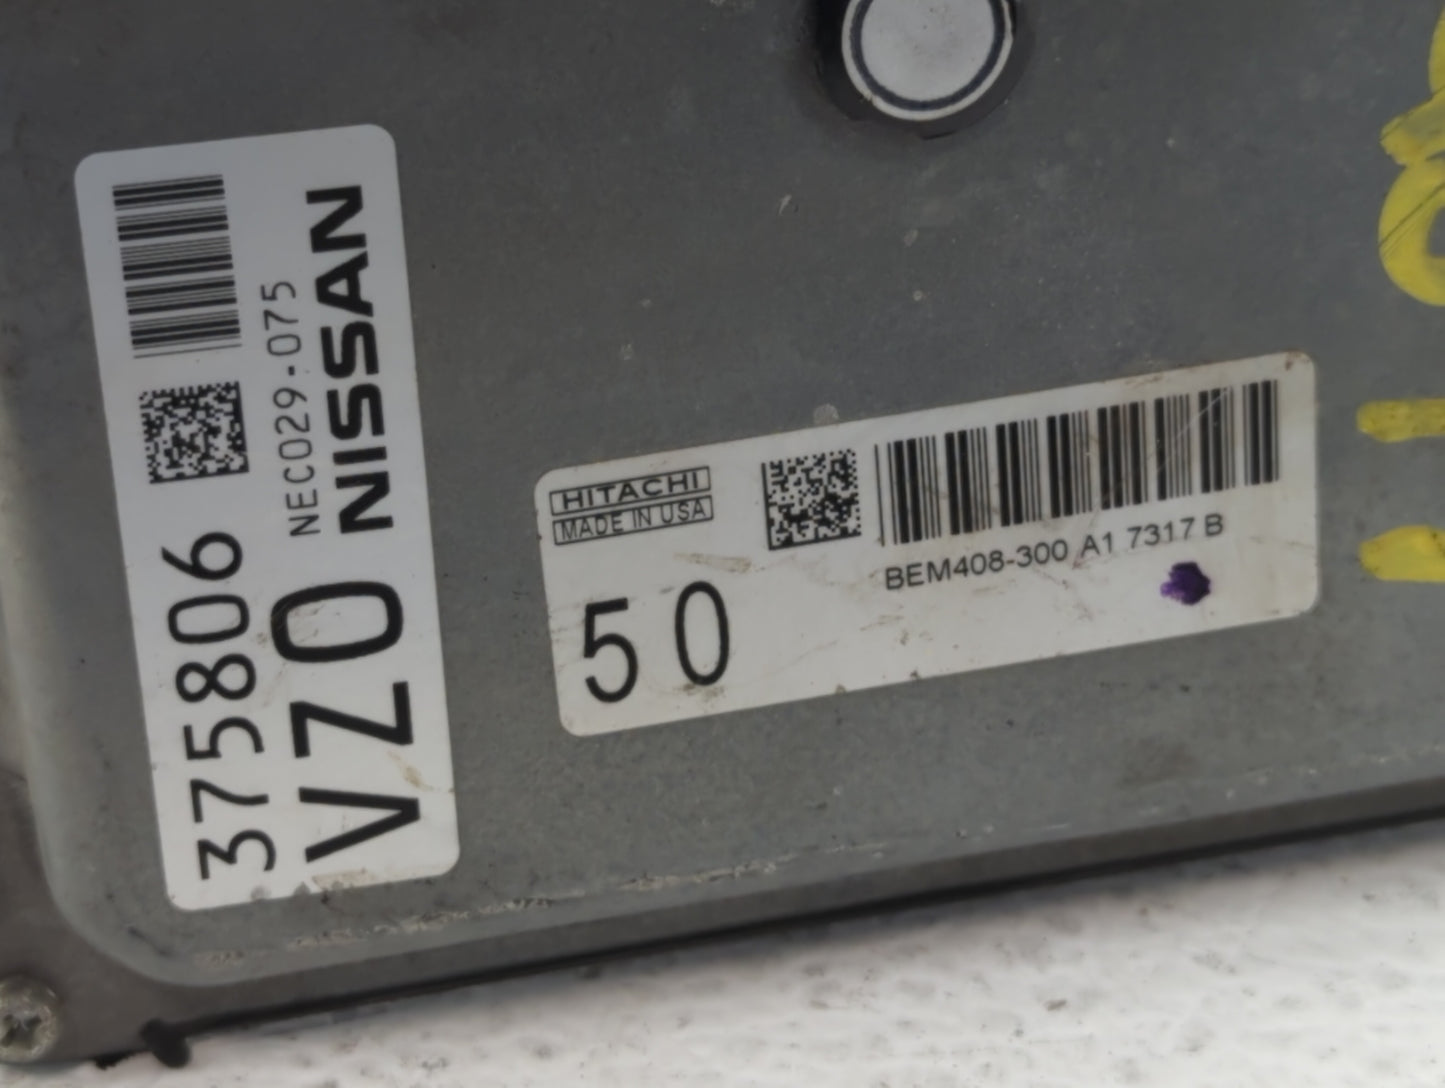 375806
NEC029-075
VZ0 NISSAN
HITACHI
MADE IN USA
50
BEM408-300 A1 7317 B